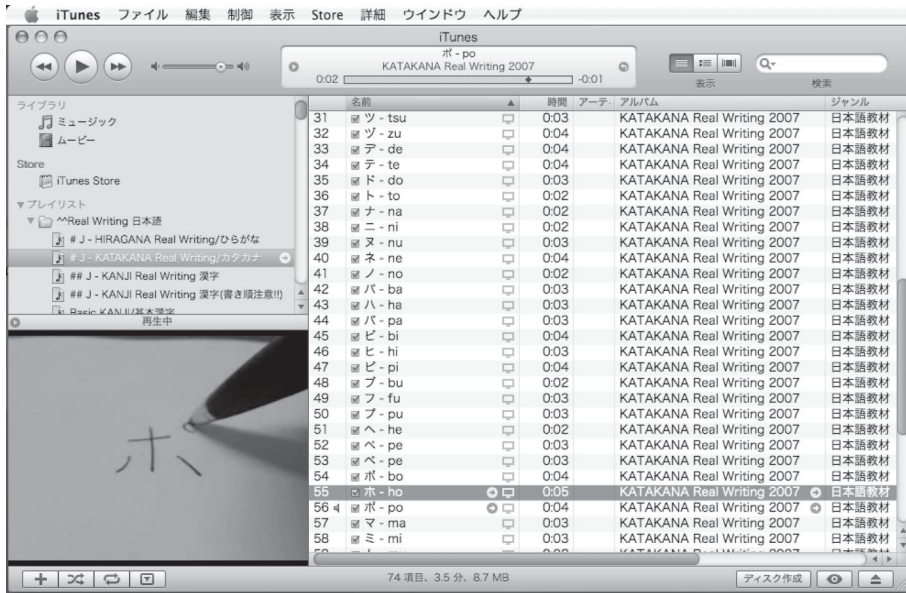 iTunes ファイル 編集 制御 表示 Store 詳細 ウインドウ ヘルプ
iTunes
ポ - po
KATAKANA Real Writing 2007
0:02 -0:01
表示 検索
ライブラリ
ミュージック
ムービー
Store
iTunes Store
プレイリスト
^^Real Writing 日本語
# J - HIRAGANA Real Writing/ひらがな
# J - KATAKANA Real Writing/カタカナ
## J - KANJI Real Writing 漢字
## J - KANJI Real Writing 漢字(書き順注意!!)
Basic KANJI/基本漢字
再生中
ホ
名前 時間 アーテ. アルバム ジャンル
31 ツ - tsu 0:03 KATAKANA Real Writing 2007 日本語教材
32 ヅ - zu 0:04 KATAKANA Real Writing 2007 日本語教材
33 デ - de 0:04 KATAKANA Real Writing 2007 日本語教材
34 テ - te 0:04 KATAKANA Real Writing 2007 日本語教材
35 ド - do 0:03 KATAKANA Real Writing 2007 日本語教材
36 ト - to 0:02 KATAKANA Real Writing 2007 日本語教材
37 ナ - na 0:02 KATAKANA Real Writing 2007 日本語教材
38 ニ - ni 0:02 KATAKANA Real Writing 2007 日本語教材
39 ヌ - nu 0:03 KATAKANA Real Writing 2007 日本語教材
40 ネ - ne 0:04 KATAKANA Real Writing 2007 日本語教材
41 ノ - no 0:02 KATAKANA Real Writing 2007 日本語教材
42 バ - ba 0:03 KATAKANA Real Writing 2007 日本語教材
43 ハ - ha 0:03 KATAKANA Real Writing 2007 日本語教材
44 パ - pa 0:03 KATAKANA Real Writing 2007 日本語教材
45 ビ - bi 0:04 KATAKANA Real Writing 2007 日本語教材
46 ヒ - hi 0:03 KATAKANA Real Writing 2007 日本語教材
47 ピ - pi 0:04 KATAKANA Real Writing 2007 日本語教材
48 ブ - bu 0:02 KATAKANA Real Writing 2007 日本語教材
49 フ - fu 0:03 KATAKANA Real Writing 2007 日本語教材
50 プ - pu 0:03 KATAKANA Real Writing 2007 日本語教材
51 ヘ - he 0:02 KATAKANA Real Writing 2007 日本語教材
52 ペ - pe 0:03 KATAKANA Real Writing 2007 日本語教材
53 ペ - pe 0:03 KATAKANA Real Writing 2007 日本語教材
54 ボ - bo 0:04 KATAKANA Real Writing 2007 日本語教材
55 ホ - ho 0:05 KATAKANA Real Writing 2007 日本語教材
56 ポ - po 0:04 KATAKANA Real Writing 2007 日本語教材
57 マ - ma 0:03 KATAKANA Real Writing 2007 日本語教材
58 ミ - mi 0:03 KATAKANA Real Writing 2007 日本語教材
74 項目、3.5 分、8.7 MB
ディスク作成